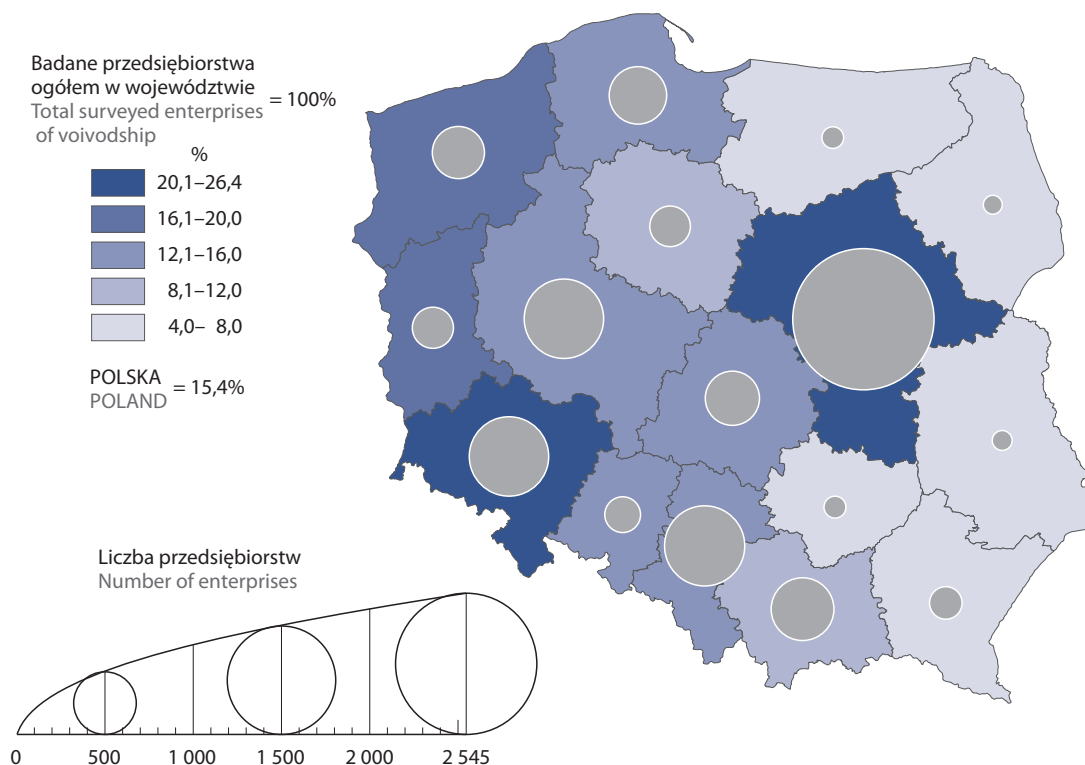 Badane przedsiębiorstwa
ogółem w województwie
Total surveyed enterprises = 100%
of voivodship
%
20,1–26,4
16,1–20,0
12,1–16,0
8,1–12,0
4,0– 8,0
POLSKA
POLAND = 15,4%
Liczba przedsiębiorstw
Number of enterprises
0 500 1 000 1 500 2 000 2 545